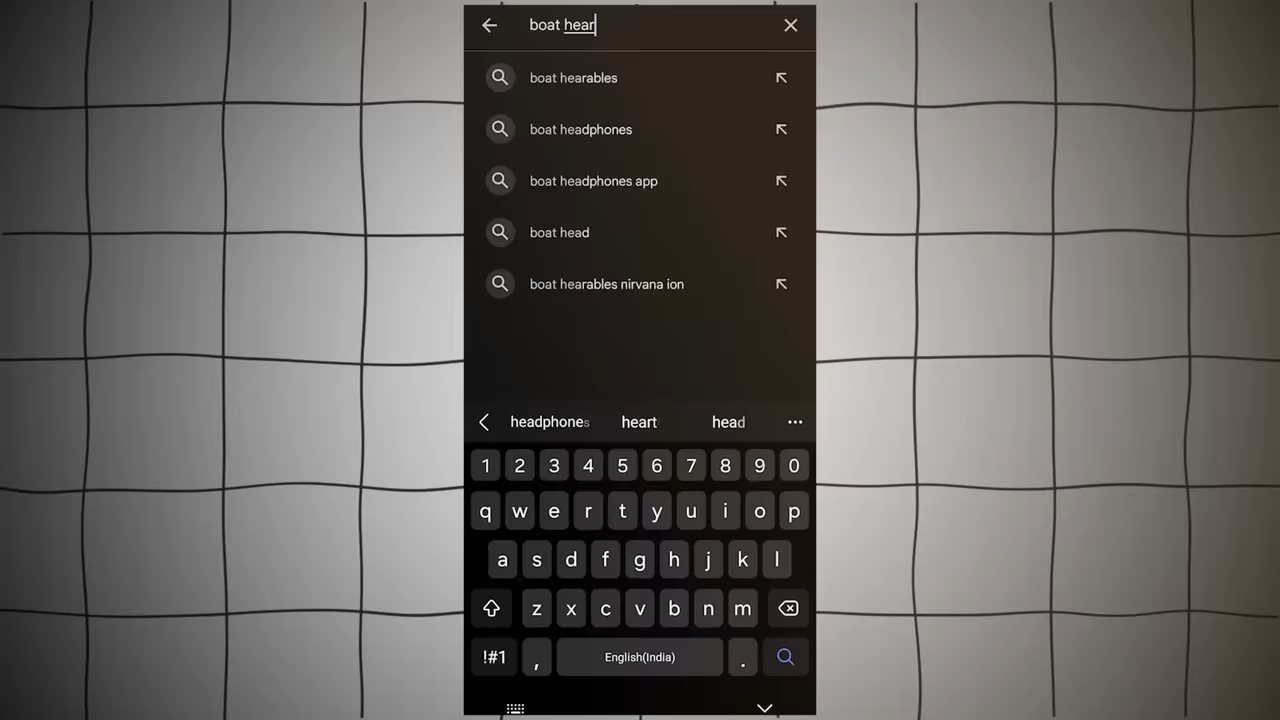 boat hear
boat hearables
boat headphones
boat headphones app
boat head
boat hearables nirvana ion
headphones heart head
1 2 3 4 5 6 7 8 9 0
q w e r t y u i o p
a s d f g h j k l
z x c v b n m
!#1 , English(India) .